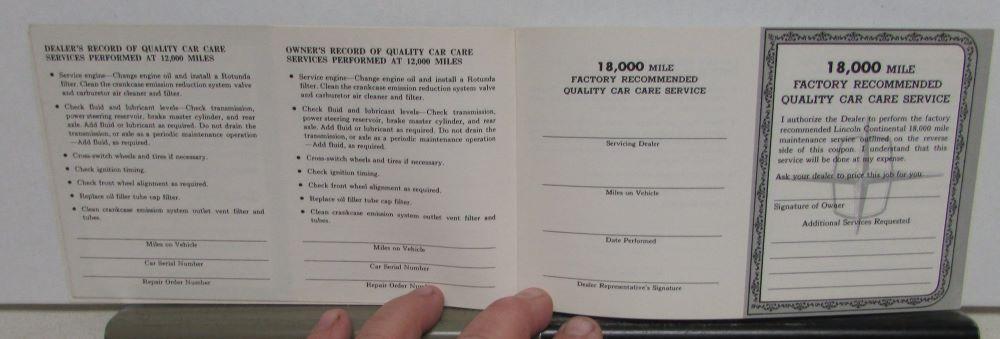 DEALER'S RECORD OF QUALITY CAR CARE
SERVICES PERFORMED AT 12,000 MILES
• Service engine—Change engine oil and install a Rotunda
filter. Clean the crankcase emission reduction system valve
and carburetor air cleaner and filter.
• Check fluid and lubricant levels—Check transmission,
power steering reservoir, brake master cylinder, and rear
axle. Add fluid or lubricant as required. Do not drain the
transmission, or axle as a periodic maintenance operation
—Add fluid, as required.
• Cross-switch wheels and tires if necessary.
• Check ignition timing.
• Check front wheel alignment as required.
• Replace oil filler tube cap filter.
• Clean crankcase emission system outlet vent filter and
tubes.
Miles on Vehicle
Car Serial Number
Repair Order Number
OWNER'S RECORD OF QUALITY CAR CARE
SERVICES PERFORMED AT 12,000 MILES
• Service engine—Change engine oil and install a Rotunda
filter. Clean the crankcase emission reduction system valve
and carburetor air cleaner and filter.
• Check fluid and lubricant levels—Check transmission,
power steering reservoir, brake master cylinder, and rear
axle. Add fluid or lubricant as required. Do not drain the
transmission, or axle as a periodic maintenance operation
—Add fluid, as required.
• Cross-switch wheels and tires if necessary.
• Check ignition timing.
• Check front wheel alignment as required.
• Replace oil filler tube cap filter.
• Clean crankcase emission system outlet vent filter and
tubes.
Miles on Vehicle
Car Serial Number
Repair Order
18,000 MILE
FACTORY RECOMMENDED
QUALITY CAR CARE SERVICE
Servicing Dealer
Miles on Vehicle
Date Performed
Dealer Representative's Signature
18,000 MILE
FACTORY RECOMMENDED
QUALITY CAR CARE SERVICE
I authorize the Dealer to perform the factory
recommended Lincoln Continental 18,000 mile
maintenance service outlined on the reverse
side of this coupon. I understand that this
service will be done at my expense.
Ask your dealer to price this job for you
Signature of Owner
Additional Services Requested